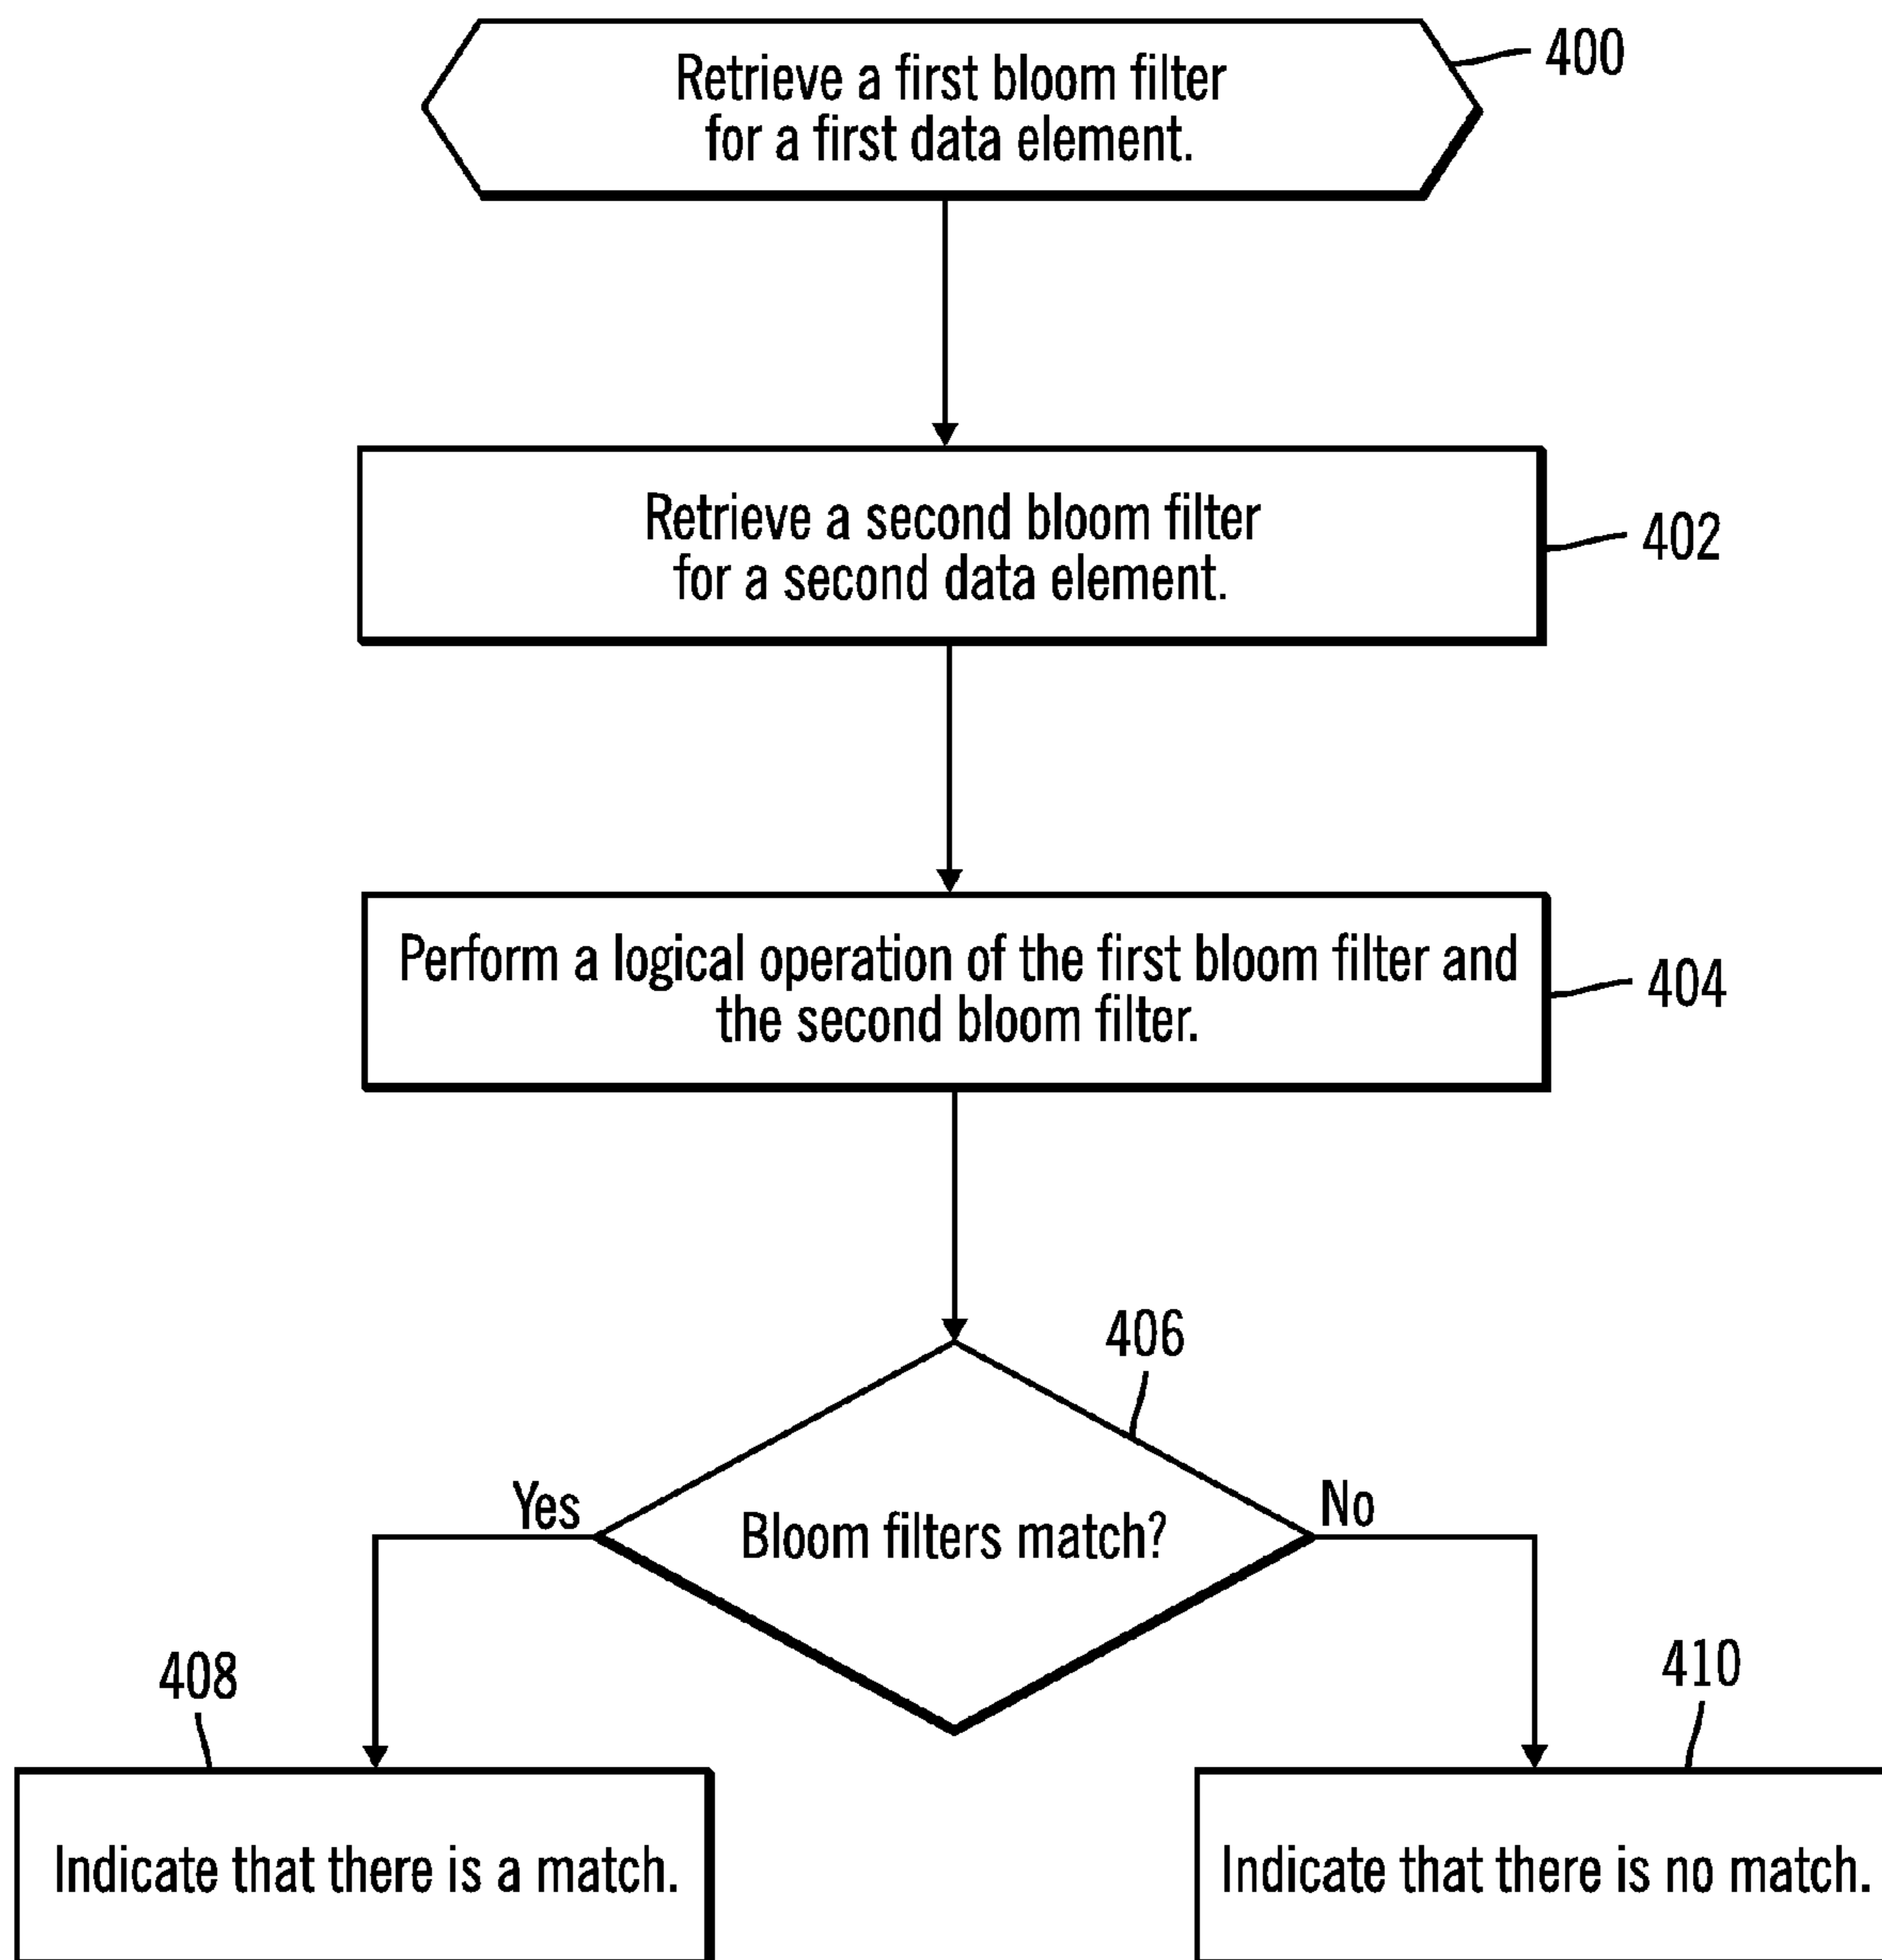 Retrieve a first bloom filter
for a first data element.
400
Retrieve a second bloom filter
for a second data element.
402
Perform a logical operation of the first bloom filter and
the second bloom filter.
404
406
Yes
Bloom filters match?
No
408
410
Indicate that there is a match.
Indicate that there is no match.